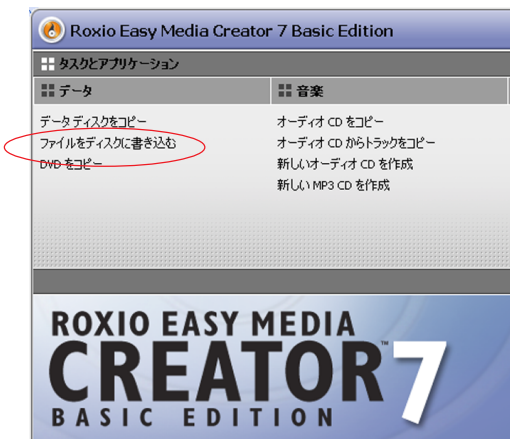 Roxio Easy Media Creator 7 Basic Edition
タスクとアプリケーション
データ
音楽
データ ディスクをコピー
オーディオ CD をコピー
ファイルをディスクに書き込む
オーディオ CD からトラックをコピー
DVD をコピー
新しいオーディオ CD を作成
新しい MP3 CD を作成
ROXIO EASY MEDIA
CREATOR™ 7
BASIC EDITION